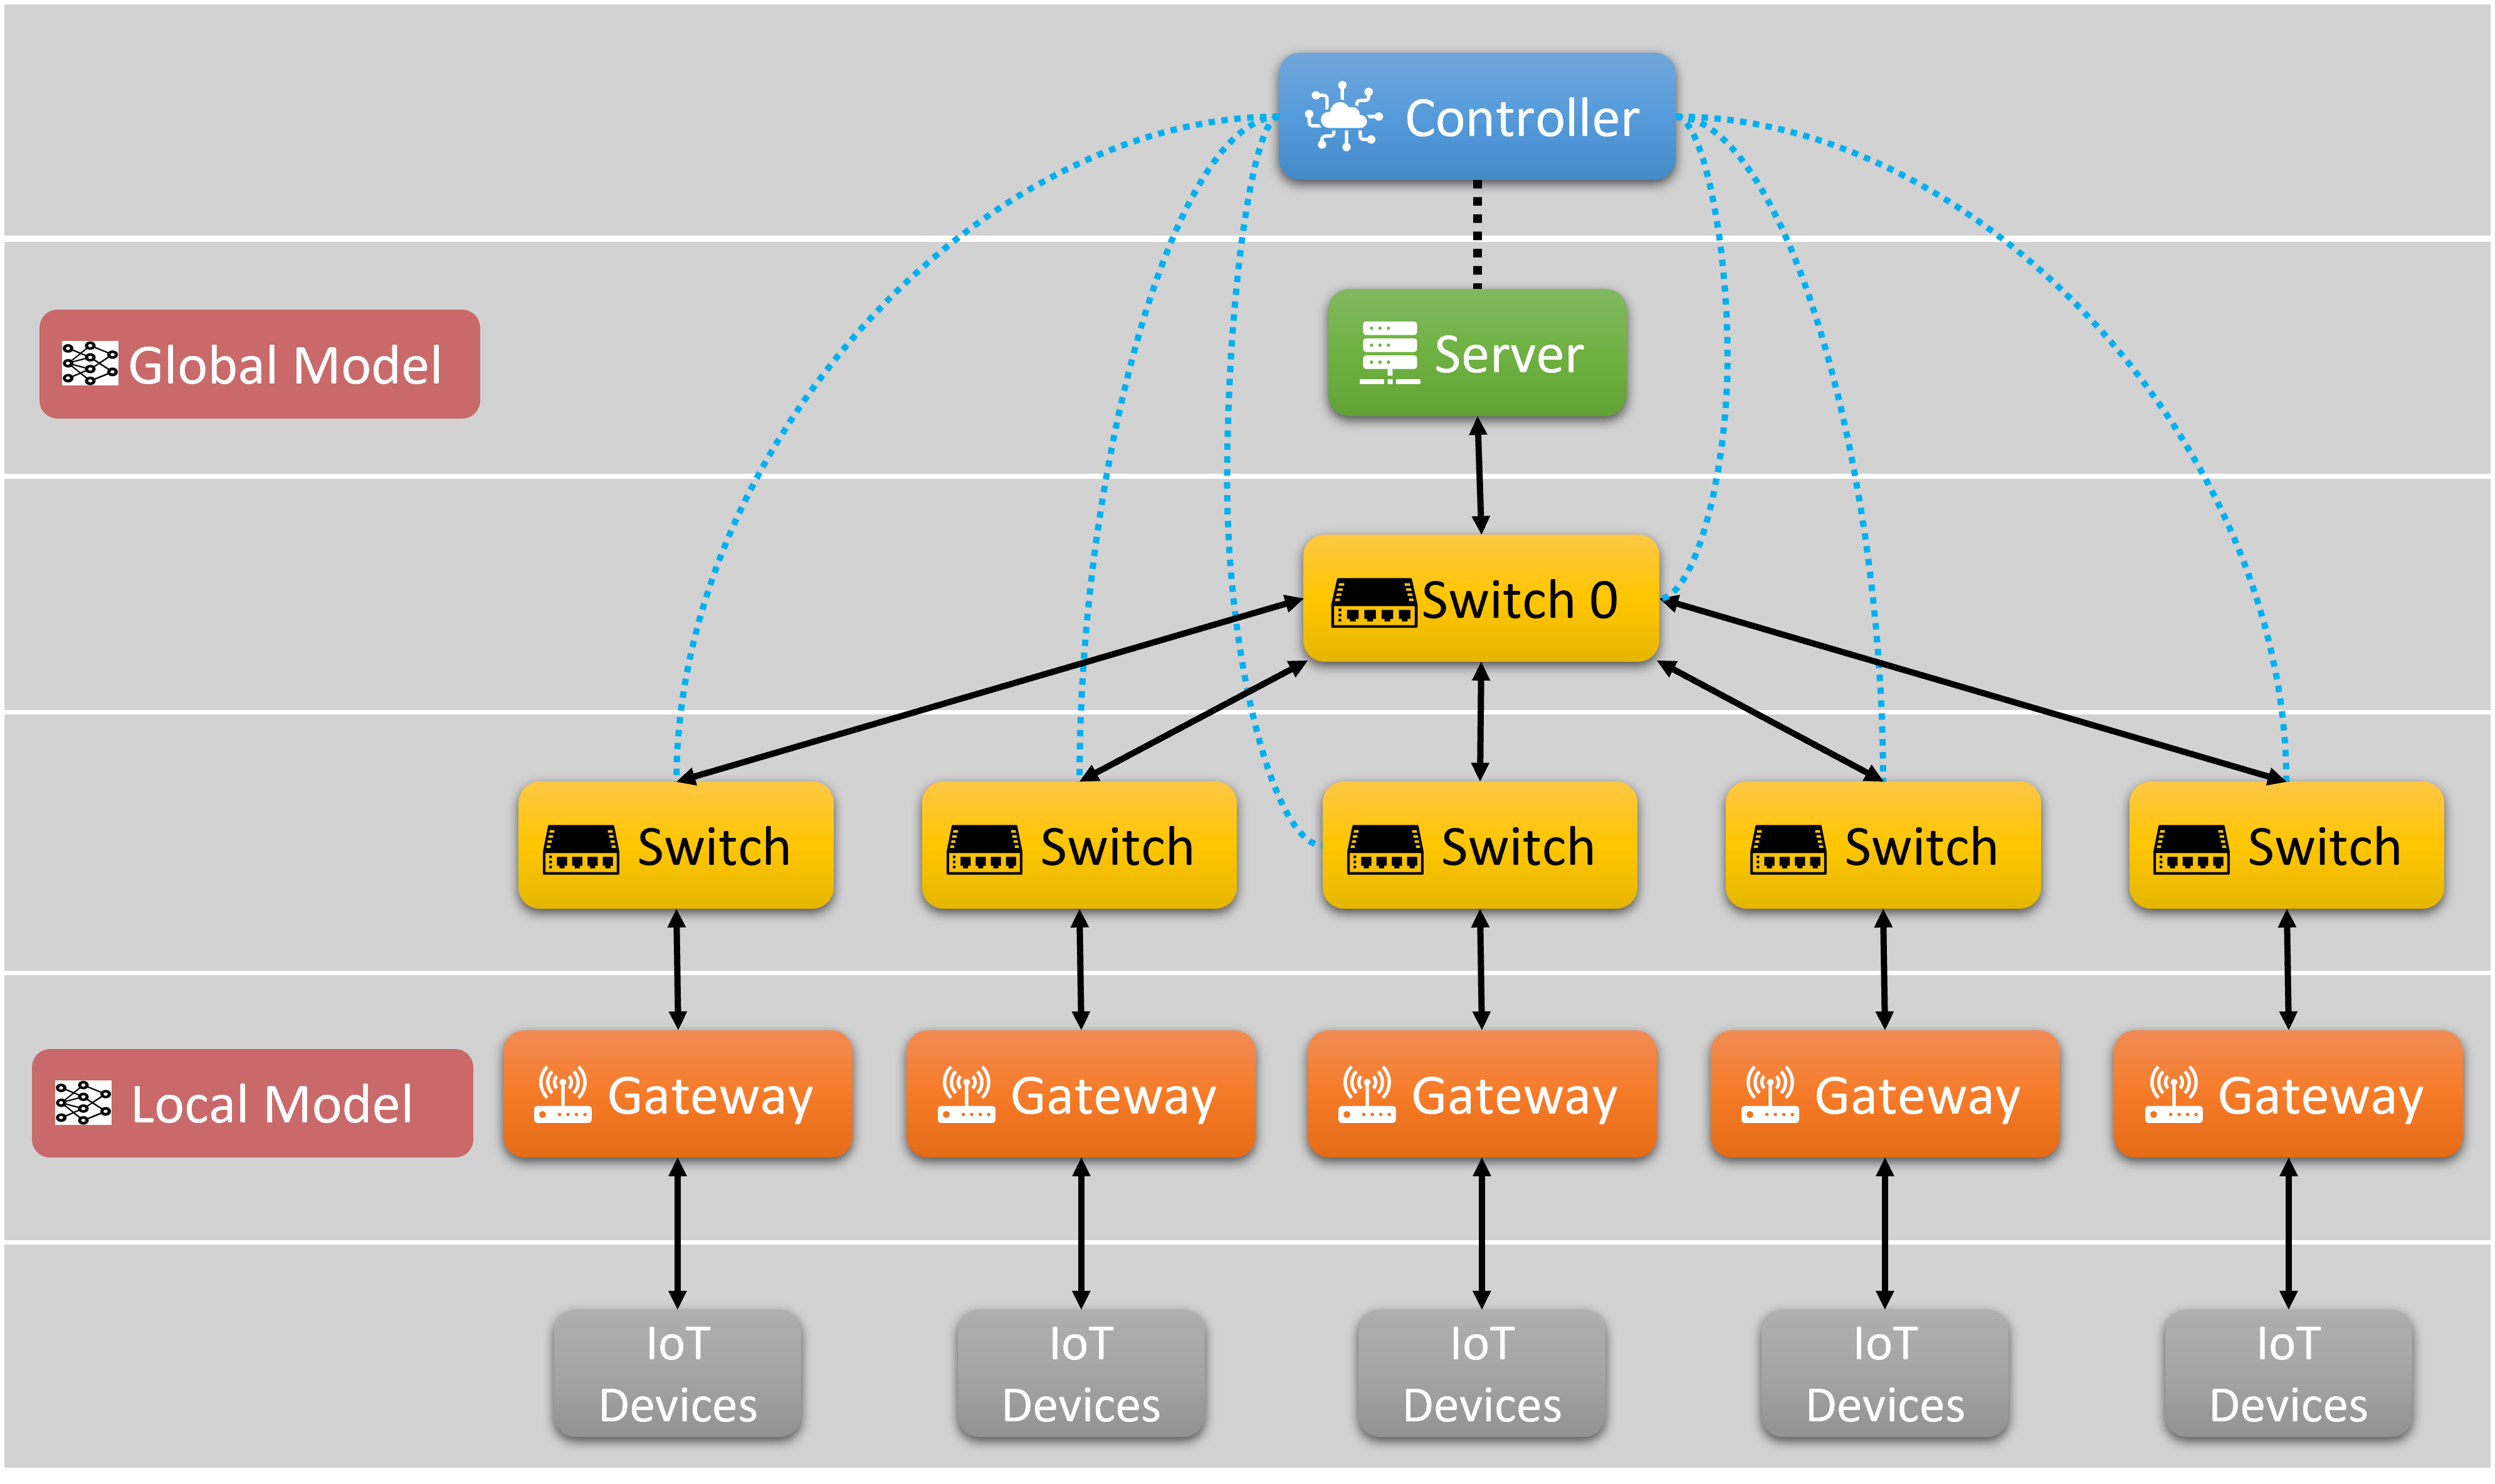 Controller
Global Model
Server
Switch 0
Switch
Switch
Switch
Switch
Switch
Local Model
Gateway
Gateway
Gateway
Gateway
Gateway
IoT
Devices
IoT
Devices
IoT
Devices
IoT
Devices
IoT
Devices